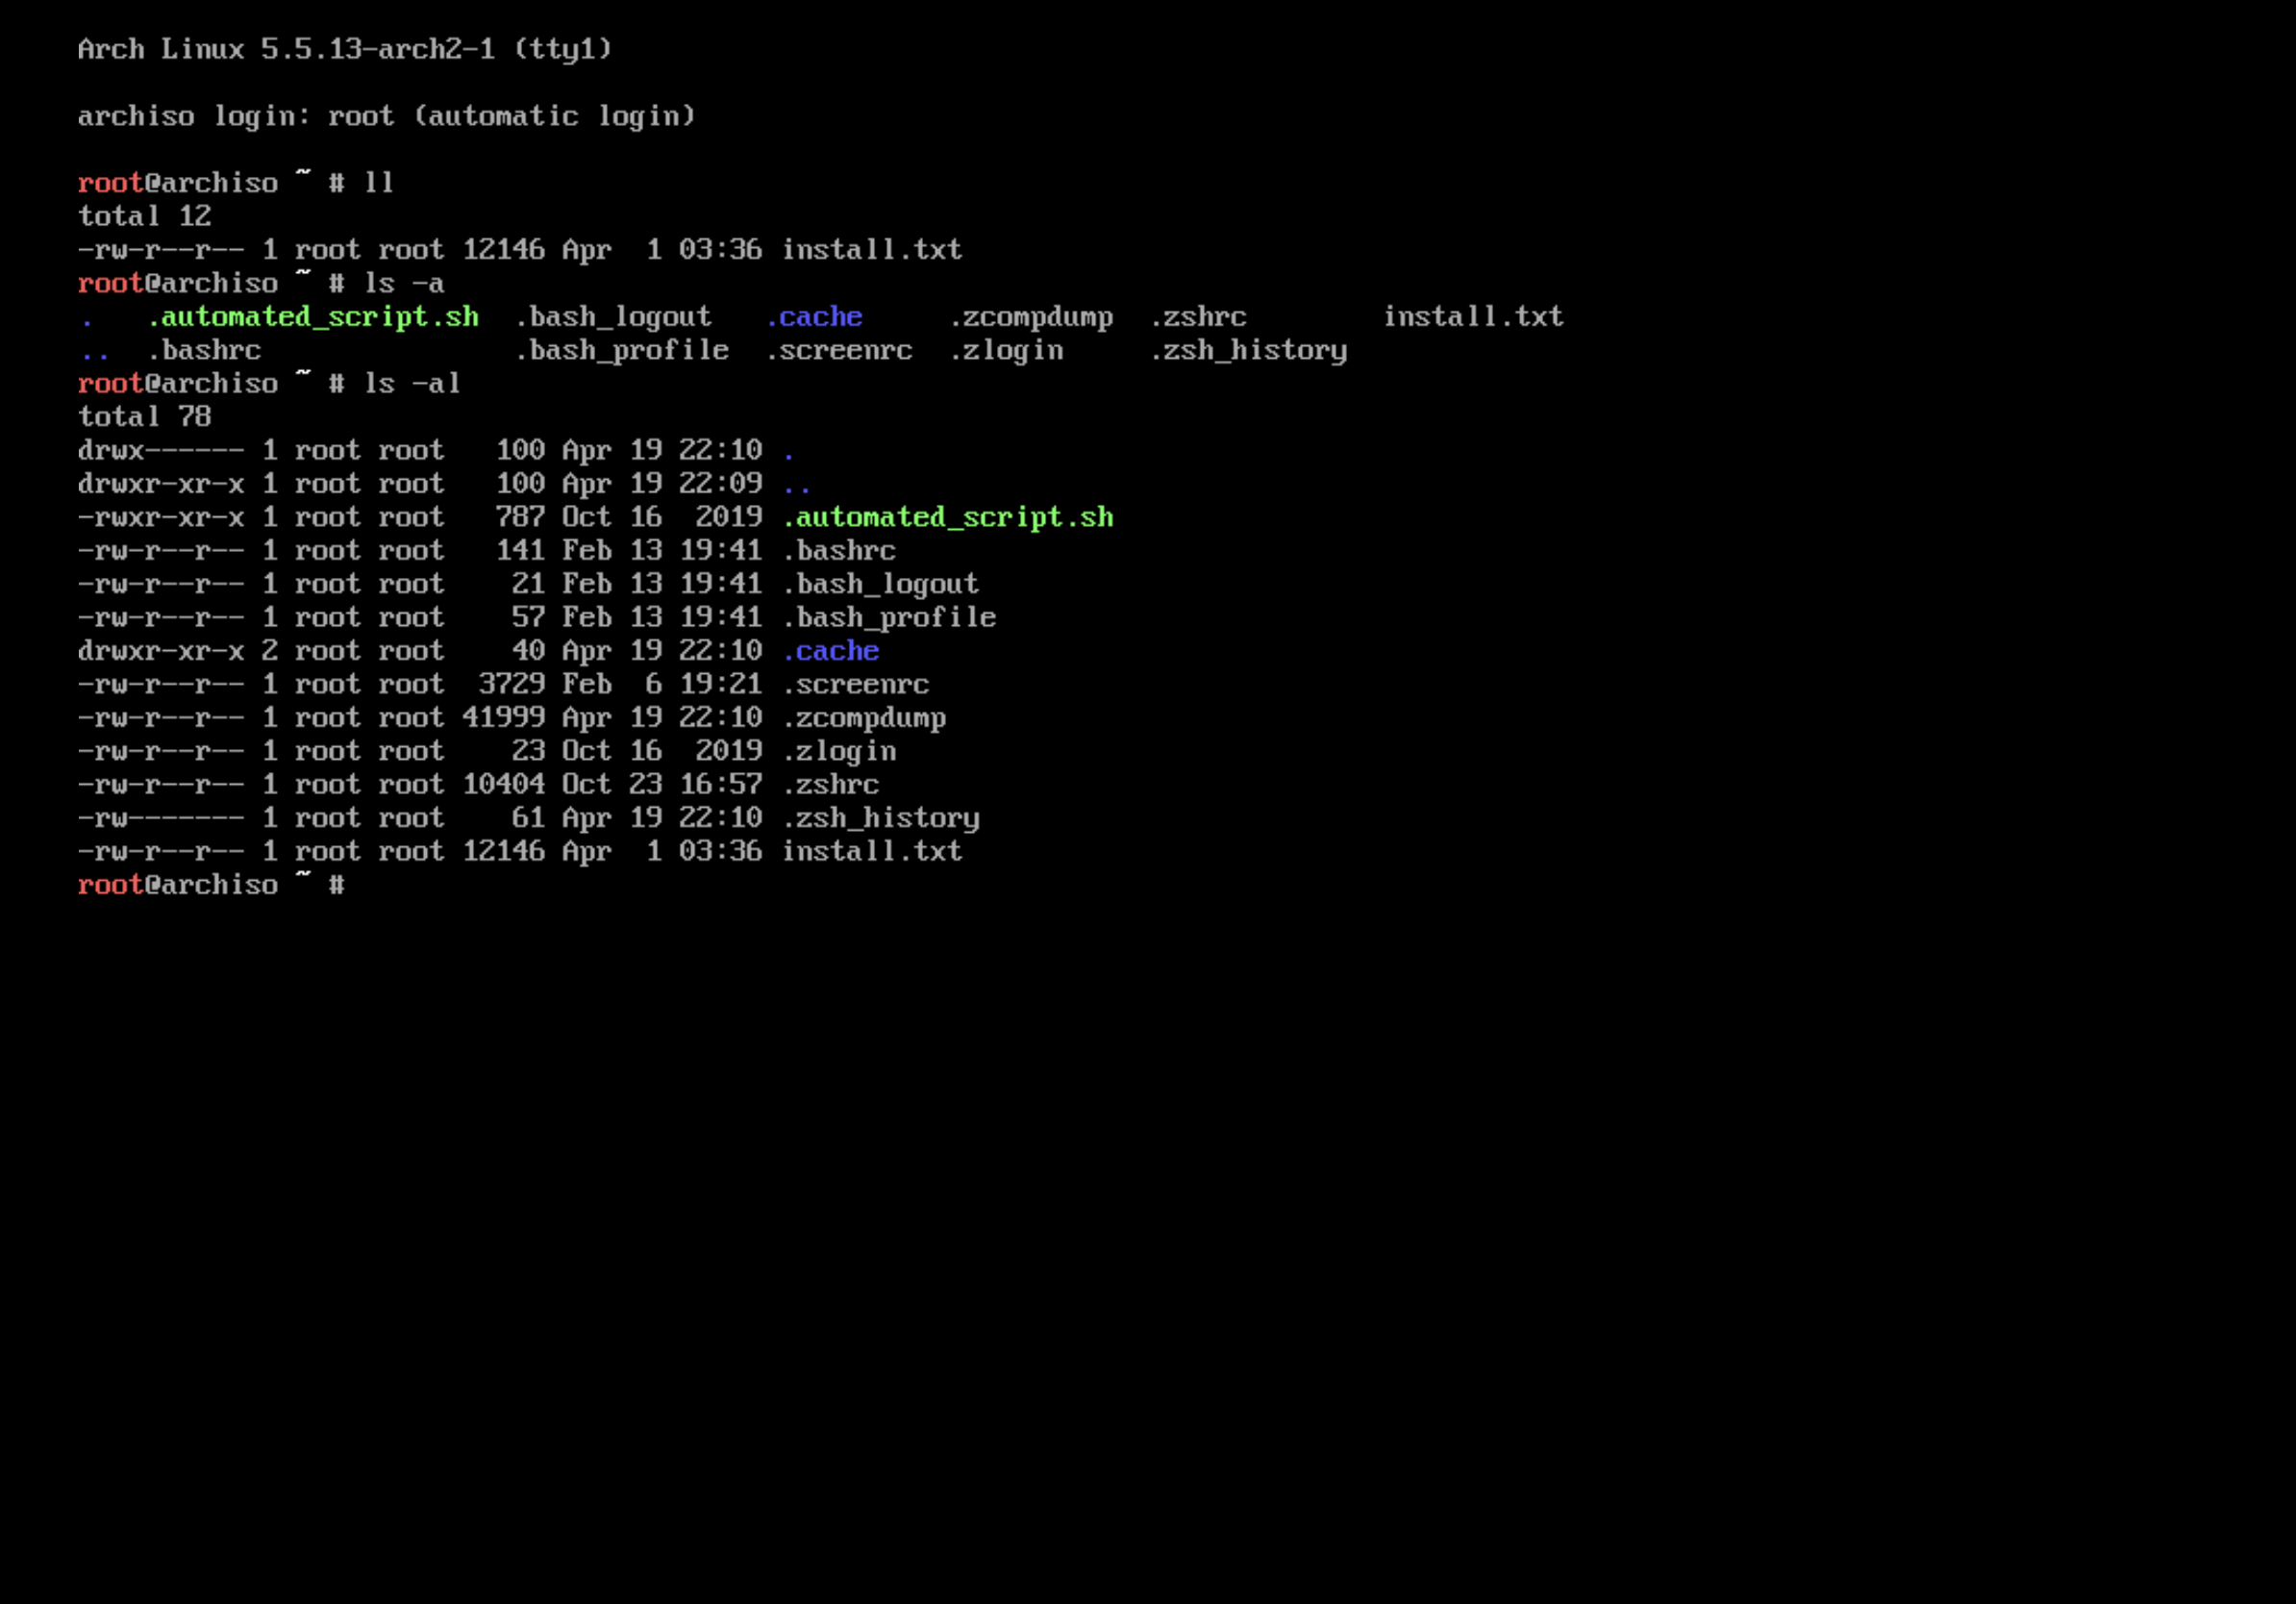 Arch Linux 5.5.13-arch2-1 (tty1)

archiso login: root (automatic login)

root@archiso ~ # ll
total 12
-rw-r--r-- 1 root root 12146 Apr  1 03:36 install.txt
root@archiso ~ # ls -a
.   .automated_script.sh  .bash_logout   .cache     .zcompdump  .zshrc        install.txt
..  .bashrc               .bash_profile  .screenrc  .zlogin     .zsh_history
root@archiso ~ # ls -al
total 78
drwx------ 1 root root   100 Apr 19 22:10 .
drwxr-xr-x 1 root root   100 Apr 19 22:09 ..
-rwxr-xr-x 1 root root   787 Oct 16  2019 .automated_script.sh
-rw-r--r-- 1 root root   141 Feb 13 19:41 .bashrc
-rw-r--r-- 1 root root    21 Feb 13 19:41 .bash_logout
-rw-r--r-- 1 root root    57 Feb 13 19:41 .bash_profile
drwxr-xr-x 2 root root    40 Apr 19 22:10 .cache
-rw-r--r-- 1 root root  3729 Feb  6 19:21 .screenrc
-rw-r--r-- 1 root root 41999 Apr 19 22:10 .zcompdump
-rw-r--r-- 1 root root    23 Oct 16  2019 .zlogin
-rw-r--r-- 1 root root 10404 Oct 23 16:57 .zshrc
-rw------- 1 root root    61 Apr 19 22:10 .zsh_history
-rw-r--r-- 1 root root 12146 Apr  1 03:36 install.txt
root@archiso ~ #